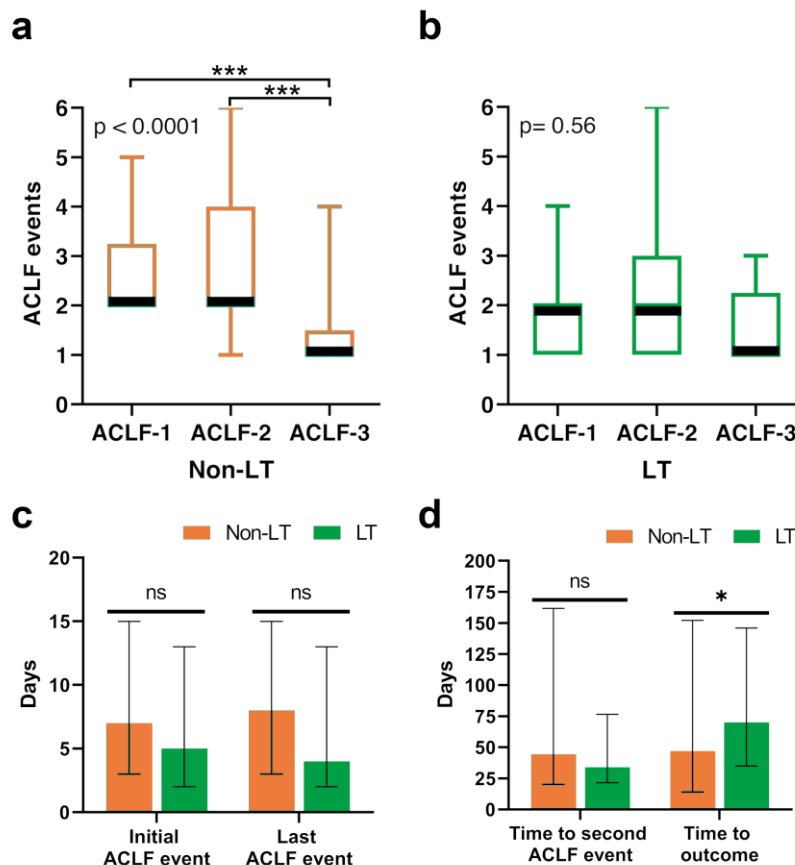 a
***
***
p < 0.0001
ACLF events
6
5
4
3
2
1
0
ACLF-1 ACLF-2 ACLF-3
Non-LT
b
p= 0.56
ACLF events
6
5
4
3
2
1
0
ACLF-1 ACLF-2 ACLF-3
LT
c
Non-LT LT
ns ns
Days
20
15
10
5
0
Initial
ACLF event
Last
ACLF event
d
Non-LT LT
ns *
Days
200
175
150
125
100
75
50
25
0
Time to second
ACLF event
Time to
outcome